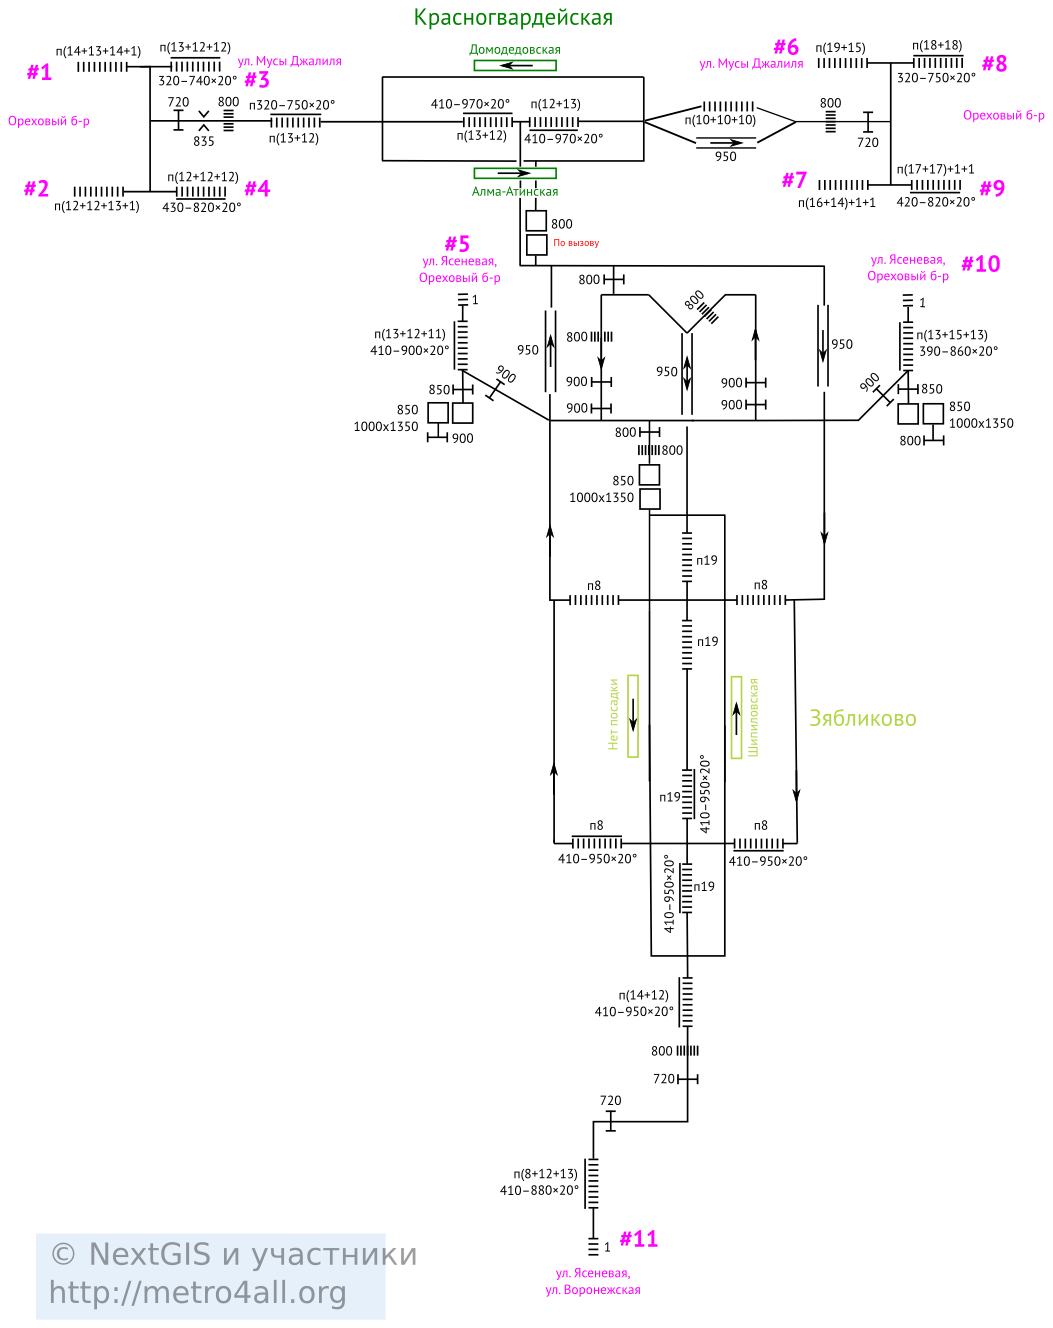 Красногвардейская
п(14+13+14+1)
п(13+12+12)
#1
320–740×20°
#3
ул. Мусы Джалиля
Домодедовская
#6
ул. Мусы Джалиля
п(19+15)
п(18+18)
#8
320–750×20°
Ореховый б-р
720
800
835
п320–750×20°
п(13+12)
410–970×20°
п(13+12)
п(12+13)
410–970×20°
п(10+10+10)
950
800
720
Ореховый б-р
#2
п(12+12+13+1)
п(12+12+12)
430–820×20°
#4
Алма-Атинская
#7
п(16+14)+1+1
п(17+17)+1+1
420–820×20°
#9
800
По вызову
#5
ул. Ясеневая,
Ореховый б-р
ул. Ясеневая,
Ореховый б-р
#10
1
п(13+12+11)
410–900×20°
900
850
850
1000x1350
900
950
800
800
900
900
800
950
900
900
950
1
п(13+15+13)
390–860×20°
900
850
850
1000x1350
800
800
800
850
1000x1350
п19
п8
п8
п19
Нет посадки
Шипиловская
Зябликово
п19
410–950×20°
п8
410–950×20°
п8
410–950×20°
410–950×20°
п19
п(14+12)
410–950×20°
800
720
720
п(8+12+13)
410–880×20°
1
#11
ул. Ясеневая,
ул. Воронежская
© NextGIS и участники
http://metro4all.org